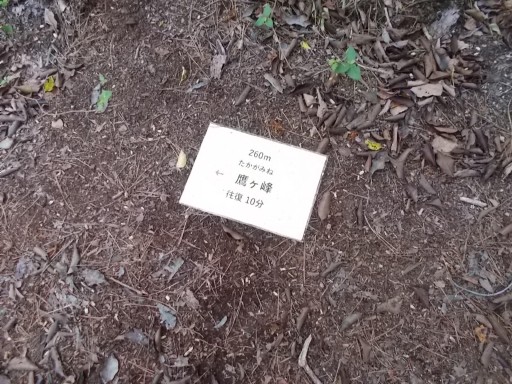 260m
たかがみね
← 鷹ヶ峰
往復 10分